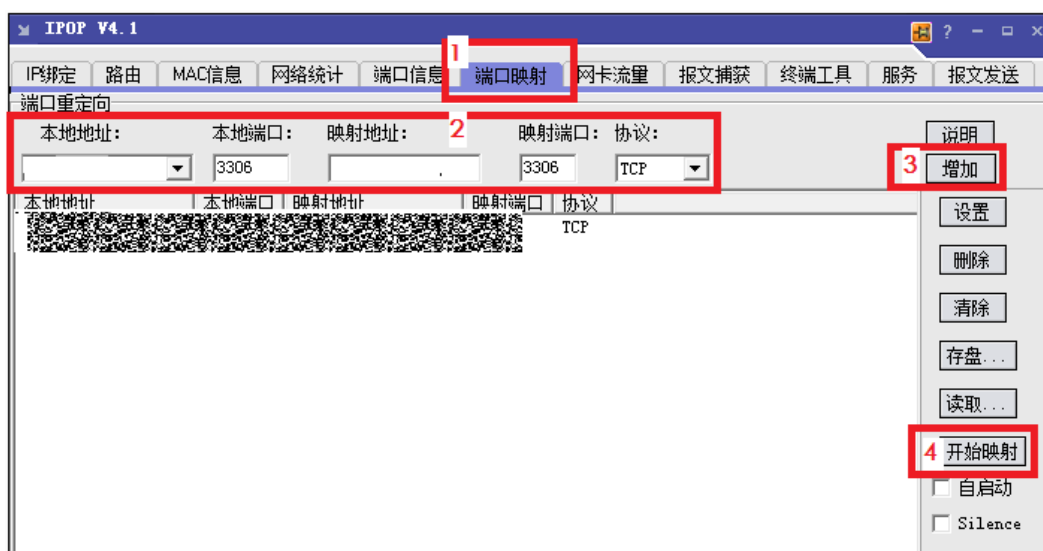 IPOP V4.1
1
IP绑定 路由 MAC信息 网络统计 端口信息 端口映射 网卡流量 报文捕获 终端工具 服务 报文发送
端口重定向
本地地址: 本地端口: 映射地址: 2 映射端口: 协议: 说明
3306 . 3306 TCP 3 增加
本地地址 本地端口 映射地址 映射端口 协议 设置
TCP
删除
清除
存盘...
读取...
4 开始映射
自启动
Silence